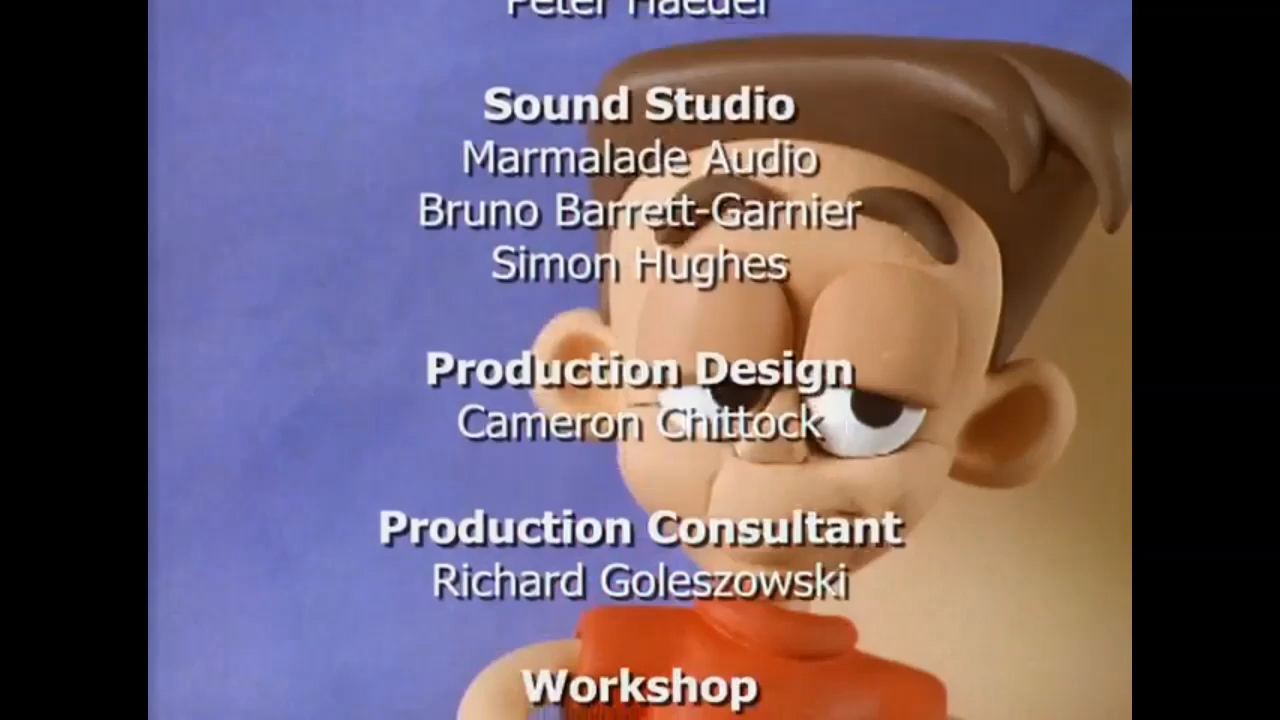 Sound Studio
Marmalade Audio
Bruno Barrett-Garnier
Simon Hughes
Production Design
Cameron Chittock
Production Consultant
Richard Goleszowski
Workshop